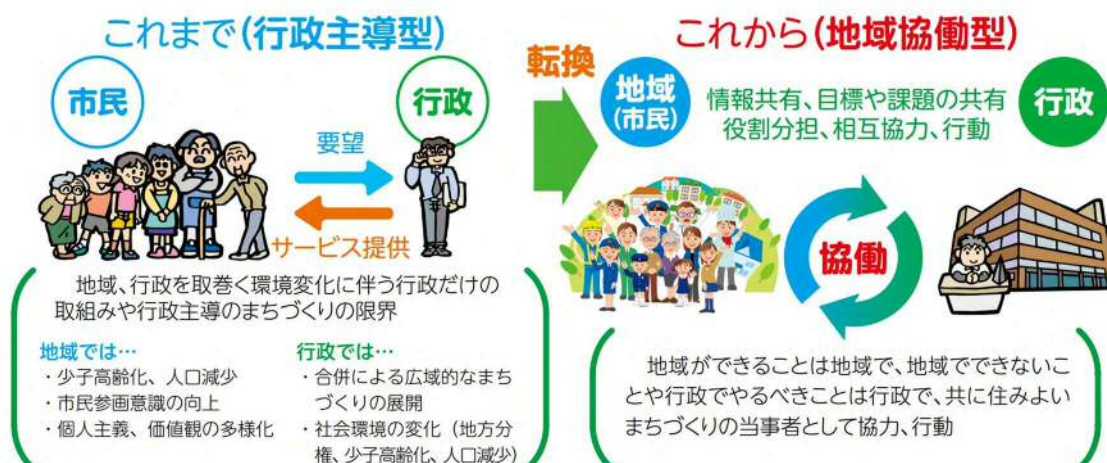 これまで(行政主導型)
市民
行政
要望
サービス提供
地域、行政を取巻く環境変化に伴う行政だけの
取組みや行政主導のまちづくりの限界
地域では…
・少子高齢化、人口減少
・市民参画意識の向上
・個人主義、価値観の多様化
行政では…
・合併による広域的なまち
づくりの展開
・社会環境の変化（地方分
権、少子高齢化、人口減少）
転換
これから(地域協働型)
地域
(市民)
情報共有、目標や課題の共有
役割分担、相互協力、行動
行政
協働
地域ができることは地域で、地域でできないこ
とや行政でやるべきことは行政で、共に住みよい
まちづくりの当事者として協力、行動